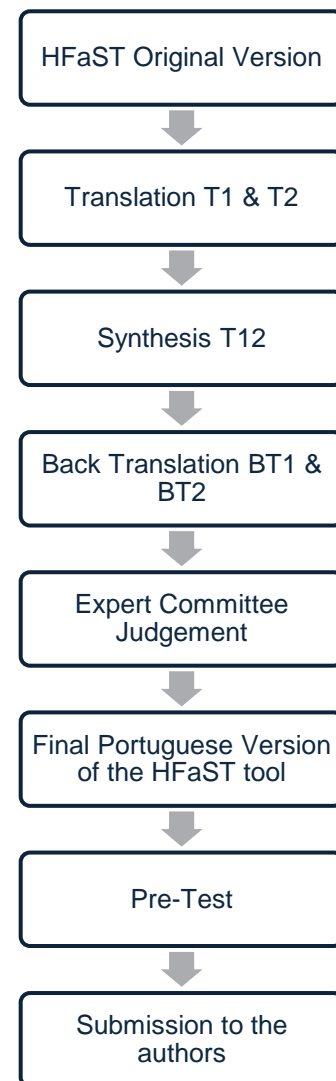 HFaST Original Version
Translation T1 & T2
Synthesis T12
Back Translation BT1 &
BT2
Expert Committee
Judgement
Final Portuguese Version
of the HFaST tool
Pre-Test
Submission to the
authors